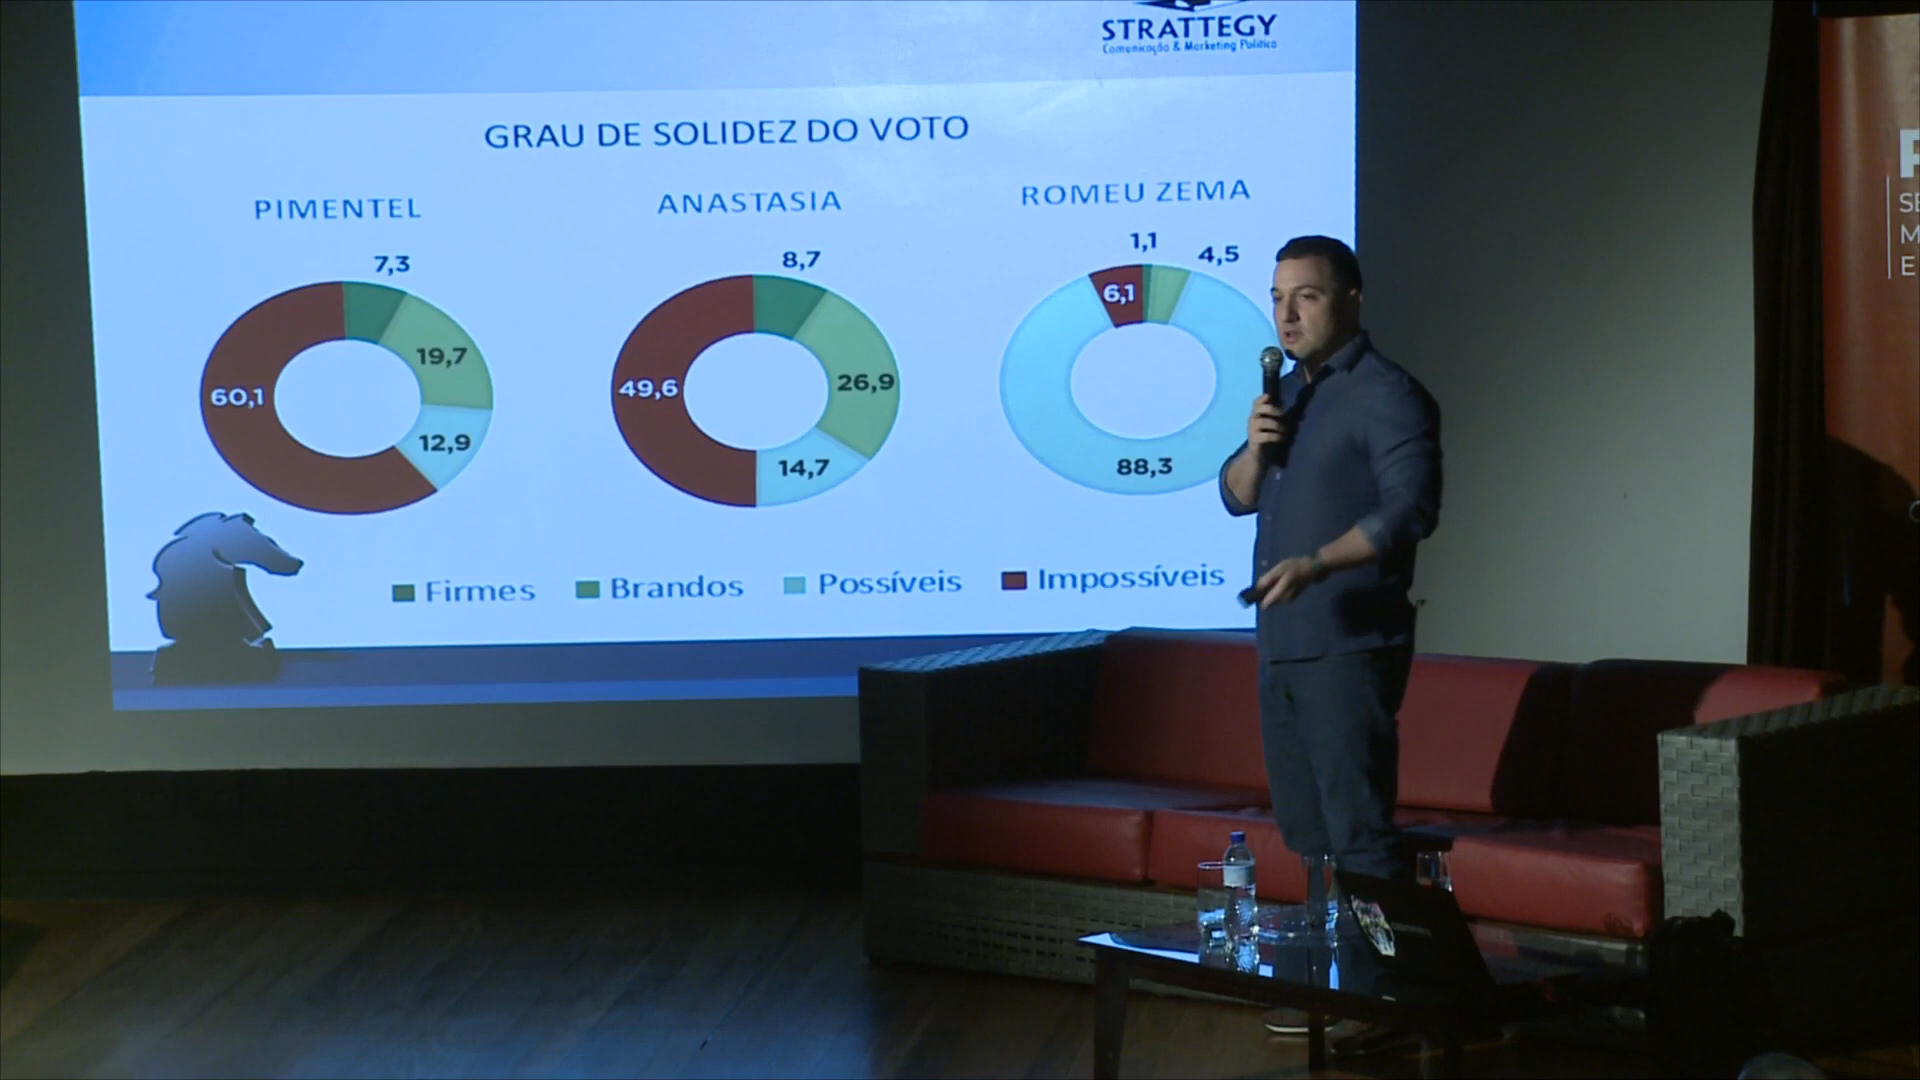 STRATTEGY
Comunicação & Marketing Político
GRAU DE SOLIDEZ DO VOTO
PIMENTEL
ANASTASIA
ROMEU ZEMA
7,3
19,7
12,9
60,1
8,7
26,9
14,7
49,6
1,1
4,5
88,3
6,1
Firmes
Brandos
Possíveis
Impossíveis